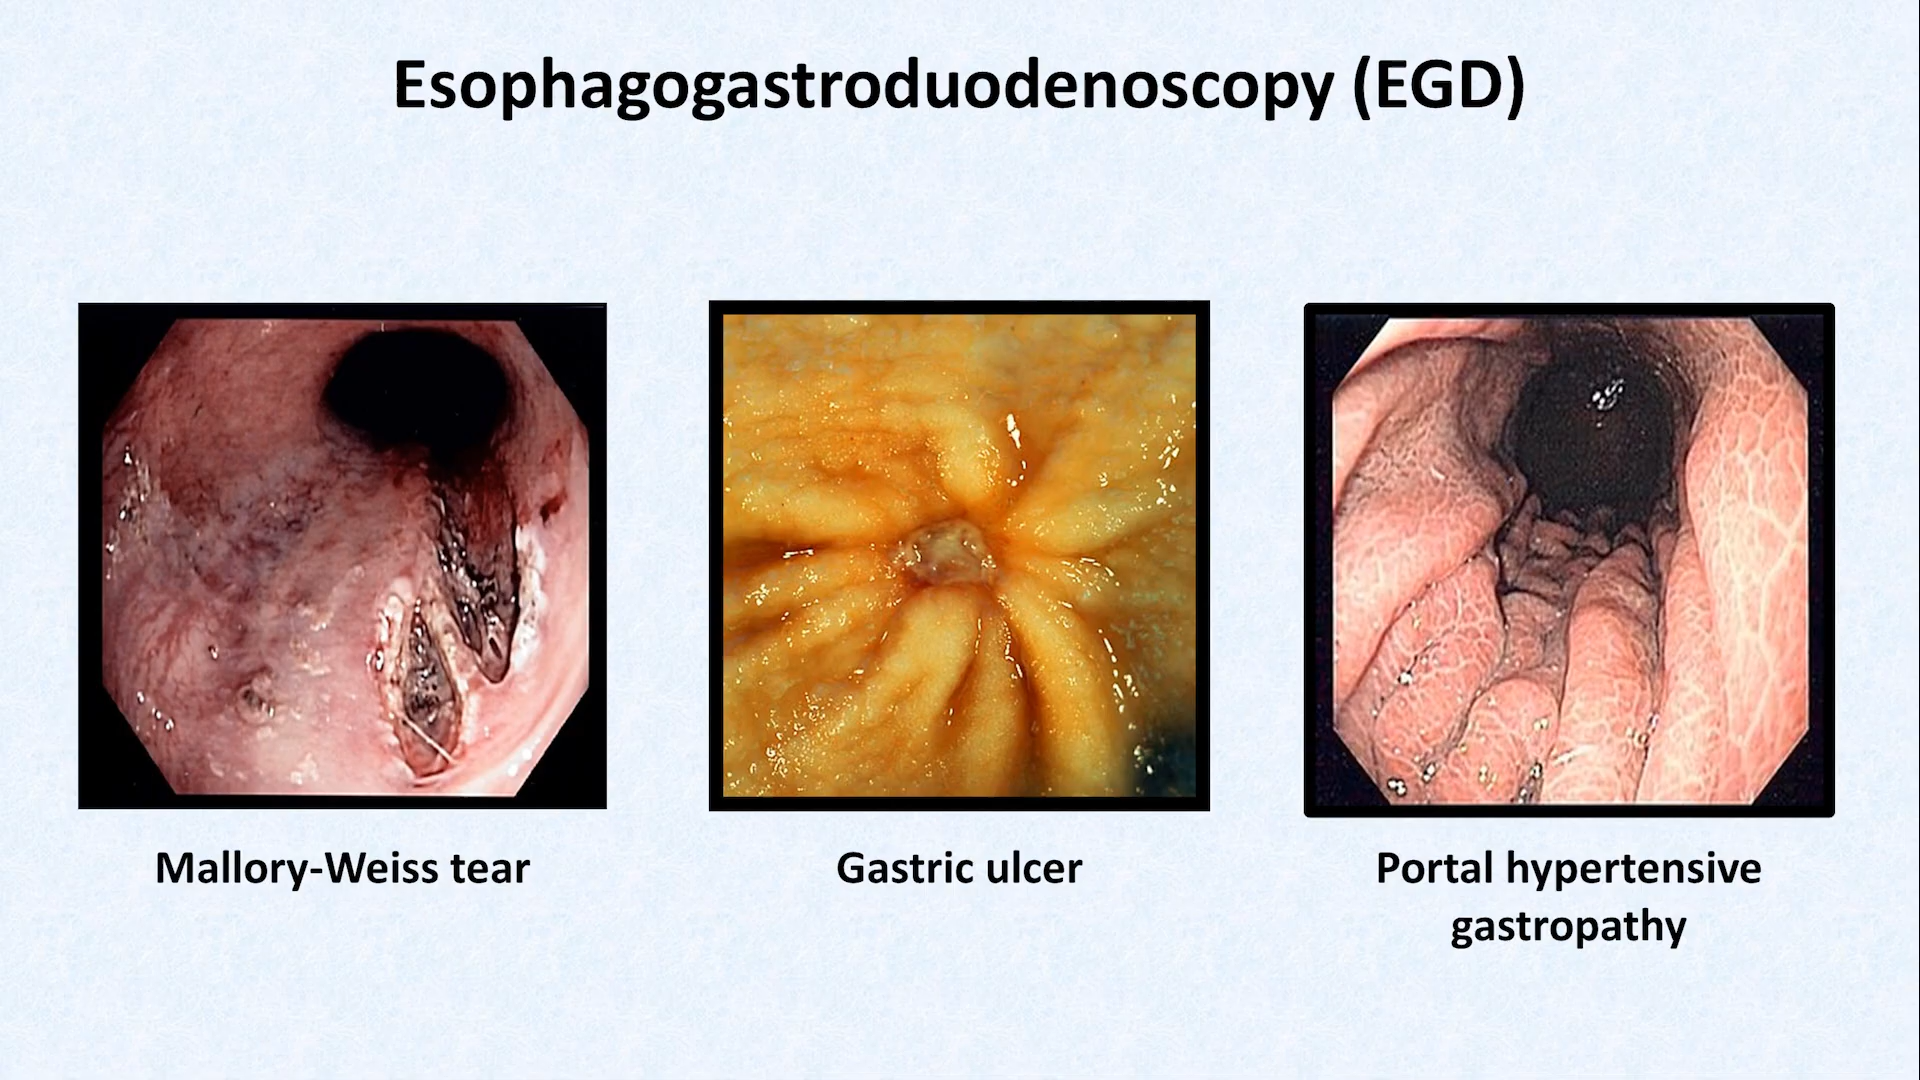 Esophagogastroduodenoscopy (EGD)
Mallory-Weiss tear
Gastric ulcer
Portal hypertensive
gastropathy